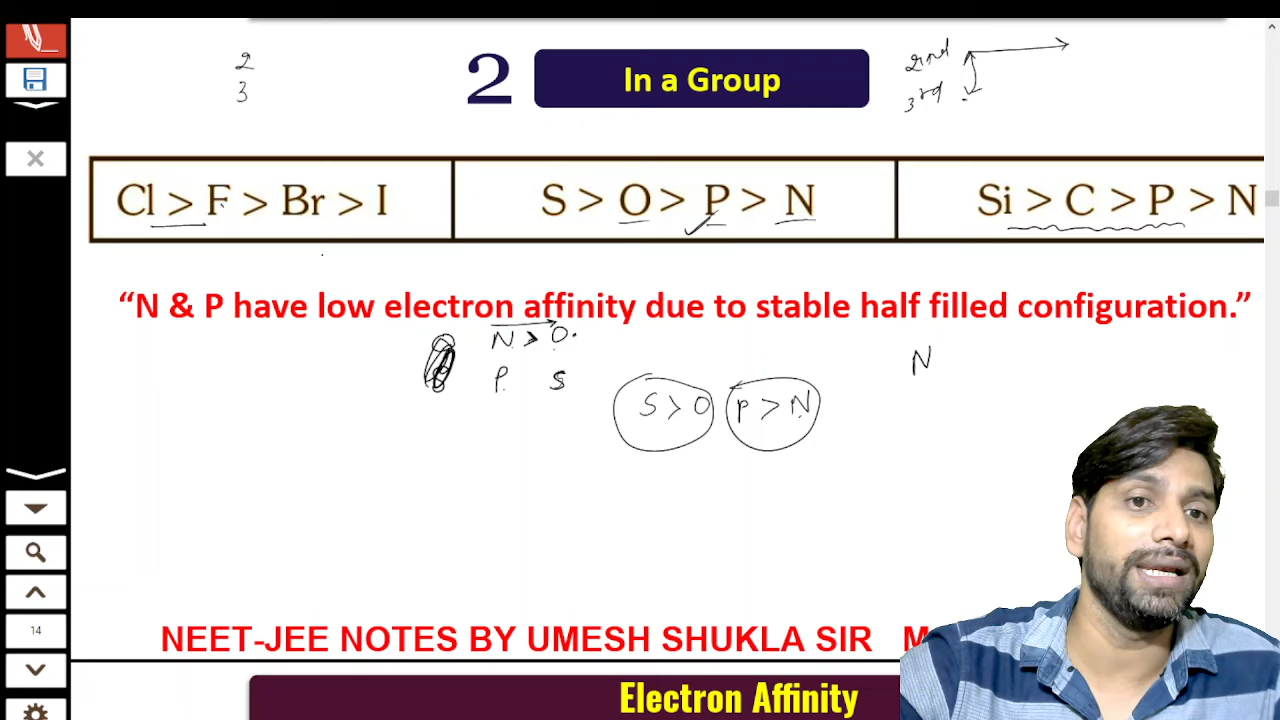 2
3
2 In a Group
2nd
3rd
Cl > F > Br > I
S > O > P > N
Si > C > P > N
“N & P have low electron affinity due to stable half filled configuration.”
N > O.
P S
S > O
P > N
N
NEET-JEE NOTES BY UMESH SHUKLA SIR M
14
Electron Affinity